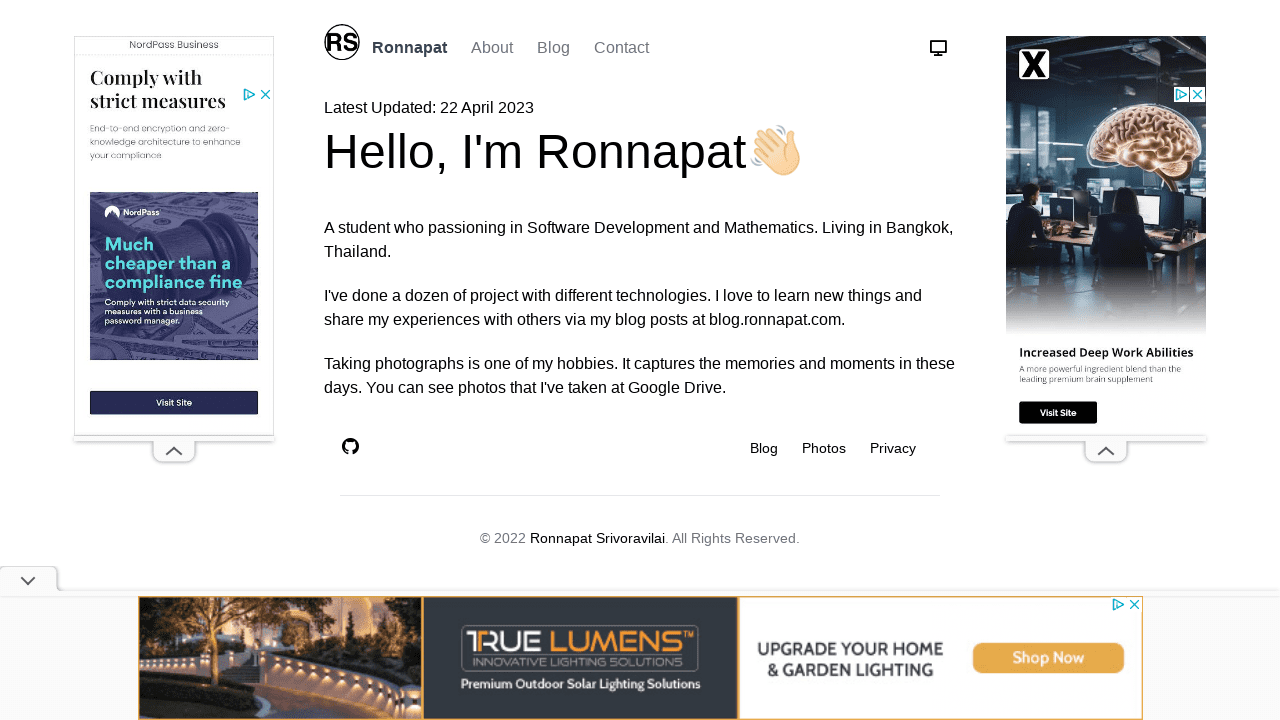 RS
Ronnapat
About
Blog
Contact
Latest Updated: 22 April 2023
Hello, I'm Ronnapat👋🏻
A student who passioning in Software Development and Mathematics. Living in Bangkok,
Thailand.
I've done a dozen of project with different technologies. I love to learn new things and
share my experiences with others via my blog posts at blog.ronnapat.com.
Taking photographs is one of my hobbies. It captures the memories and moments in these
days. You can see photos that I've taken at Google Drive.
Blog
Photos
Privacy
© 2022 Ronnapat Srivoravilai. All Rights Reserved.
NordPass Business
Comply with
strict measures
End-to-end encryption and zero-
knowledge architecture to enhance
your compliance
NordPass
Much
cheaper than a
compliance fine
Comply with strict data security
measures with a business
password manager.
Visit Site
X
Increased Deep Work Abilities
A more powerful ingredient blend than the
leading premium brain supplement
Visit Site
TRUE LUMENS™
INNOVATIVE LIGHTING SOLUTIONS
Premium Outdoor Solar Lighting Solutions
UPGRADE YOUR HOME
& GARDEN LIGHTING
Shop Now